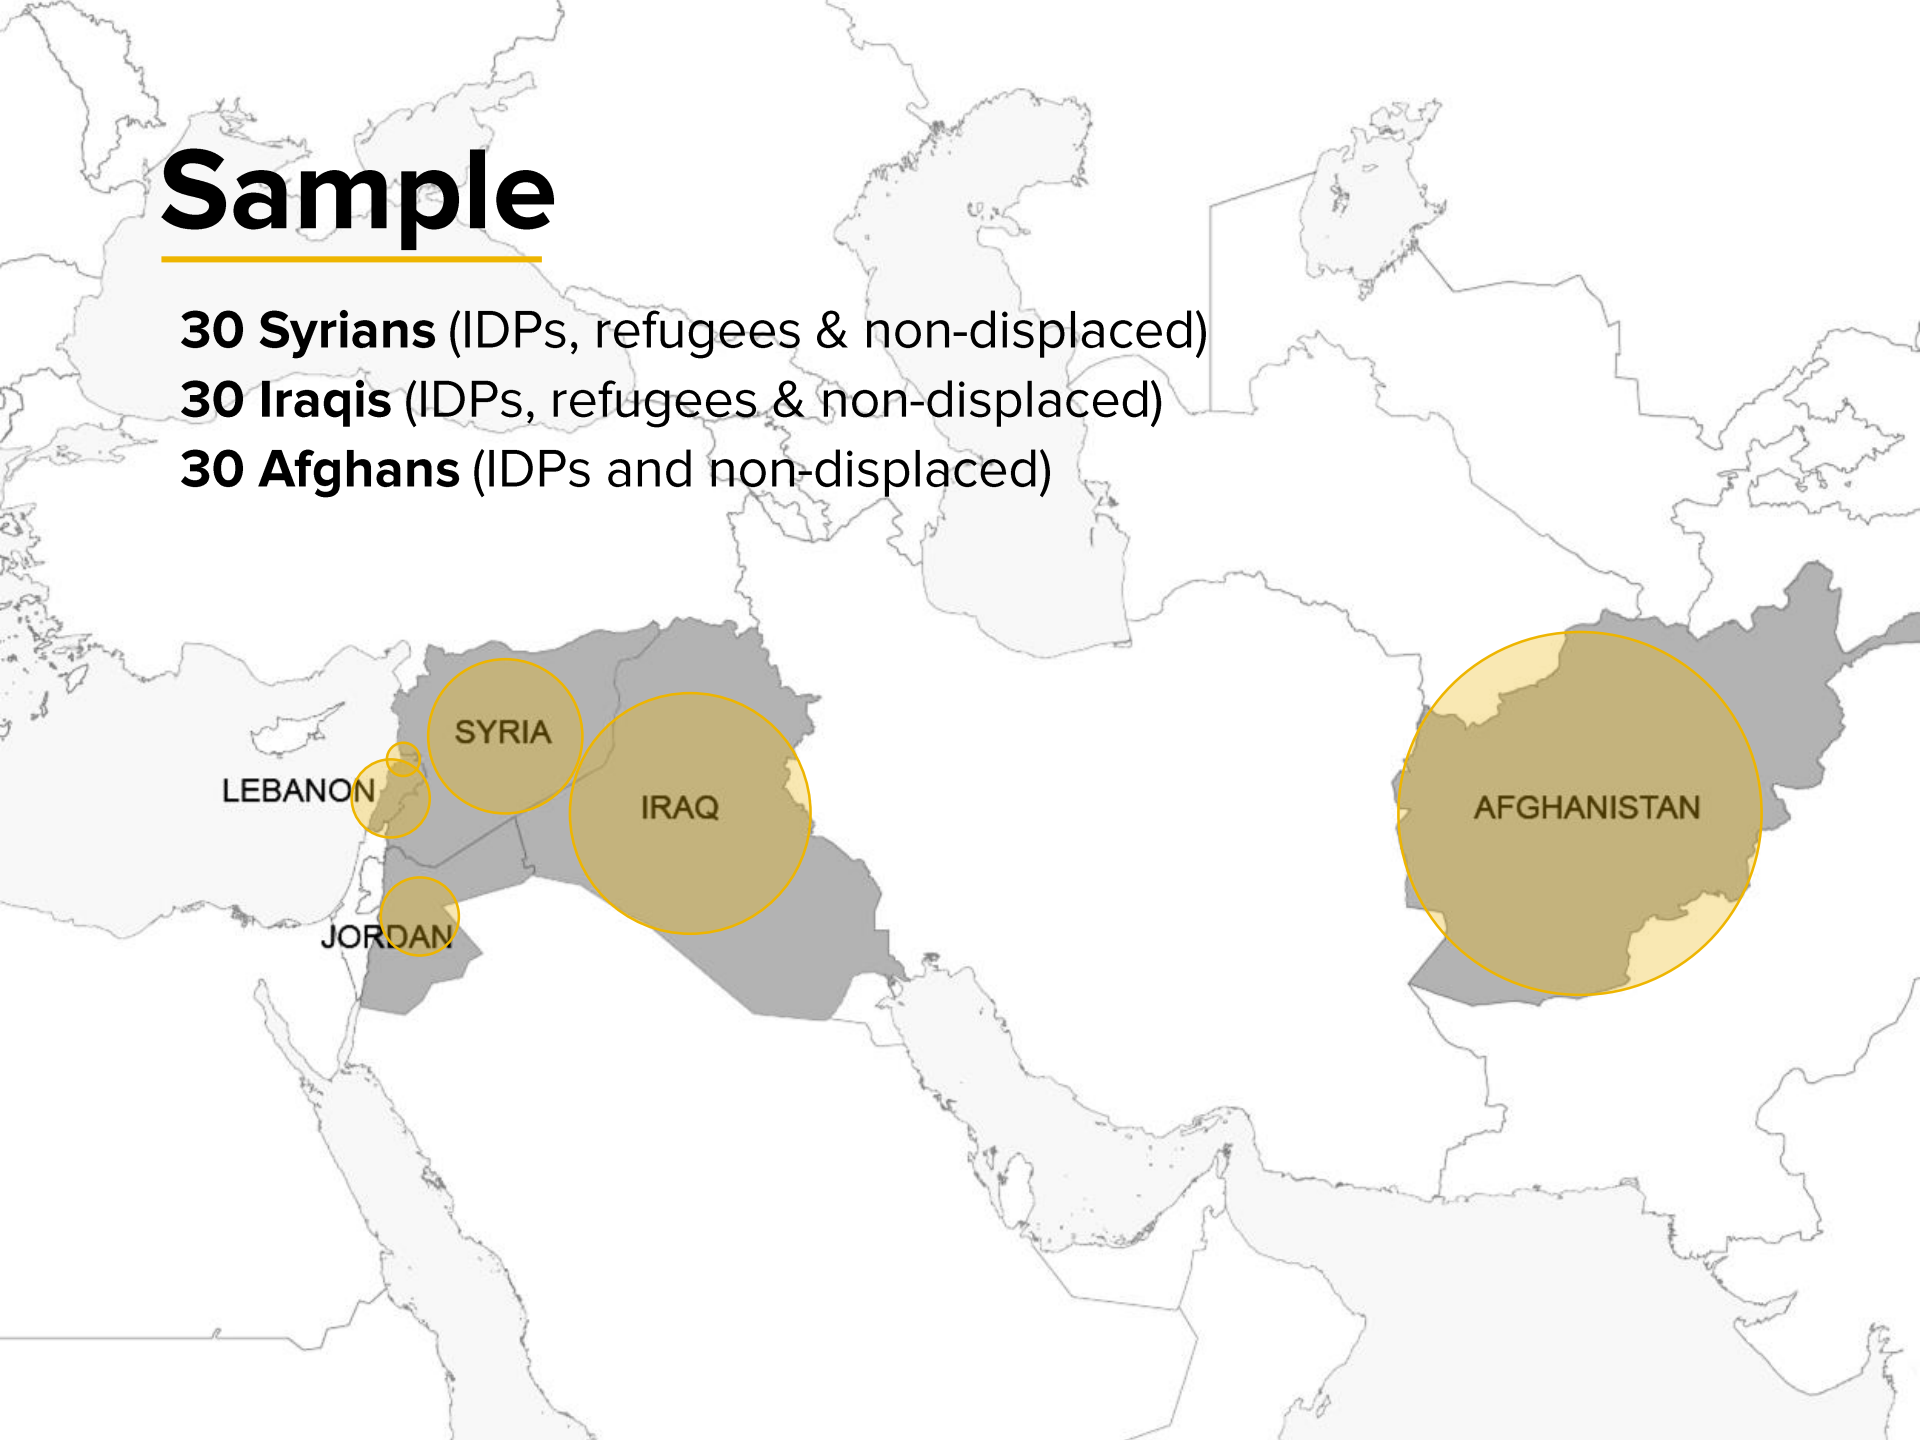 Sample
30 Syrians (IDPs, refugees & non-displaced)
30 Iraqis (IDPs, refugees & non-displaced)
30 Afghans (IDPs and non-displaced)
SYRIA
LEBANON
IRAQ
AFGHANISTAN
JORDAN